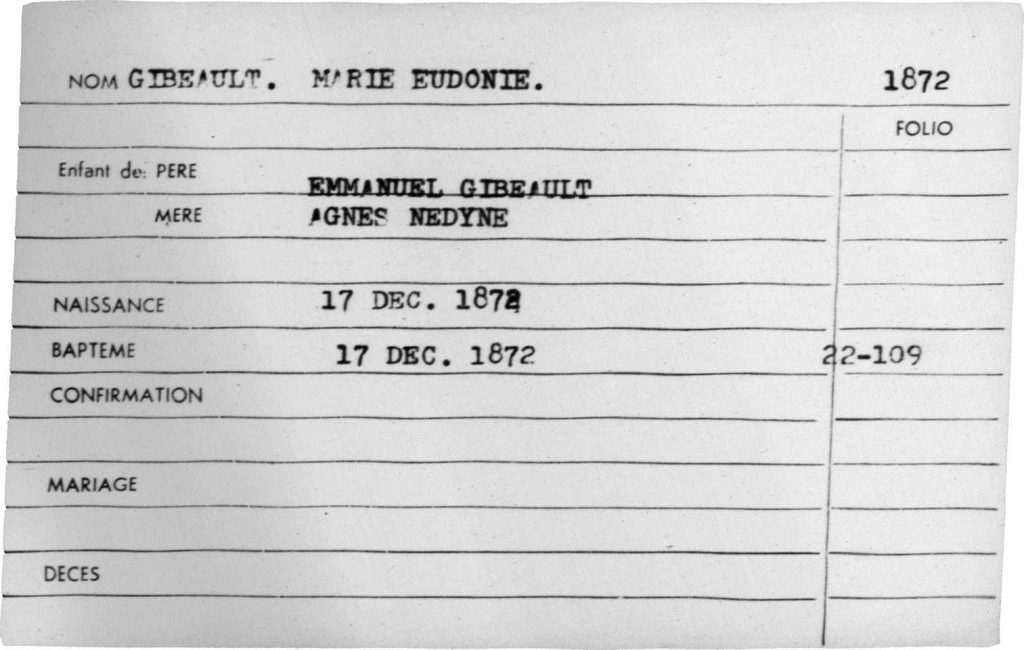 NOM GIBEAULT. MARIE EUDONIE. 1872
FOLIO
Enfant de: PERE EMMANUEL GIBEAULT
MERE AGNES NEDYNE
NAISSANCE 17 DEC. 1872
BAPTEME 17 DEC. 1872 22-109
CONFIRMATION
MARIAGE
DECES